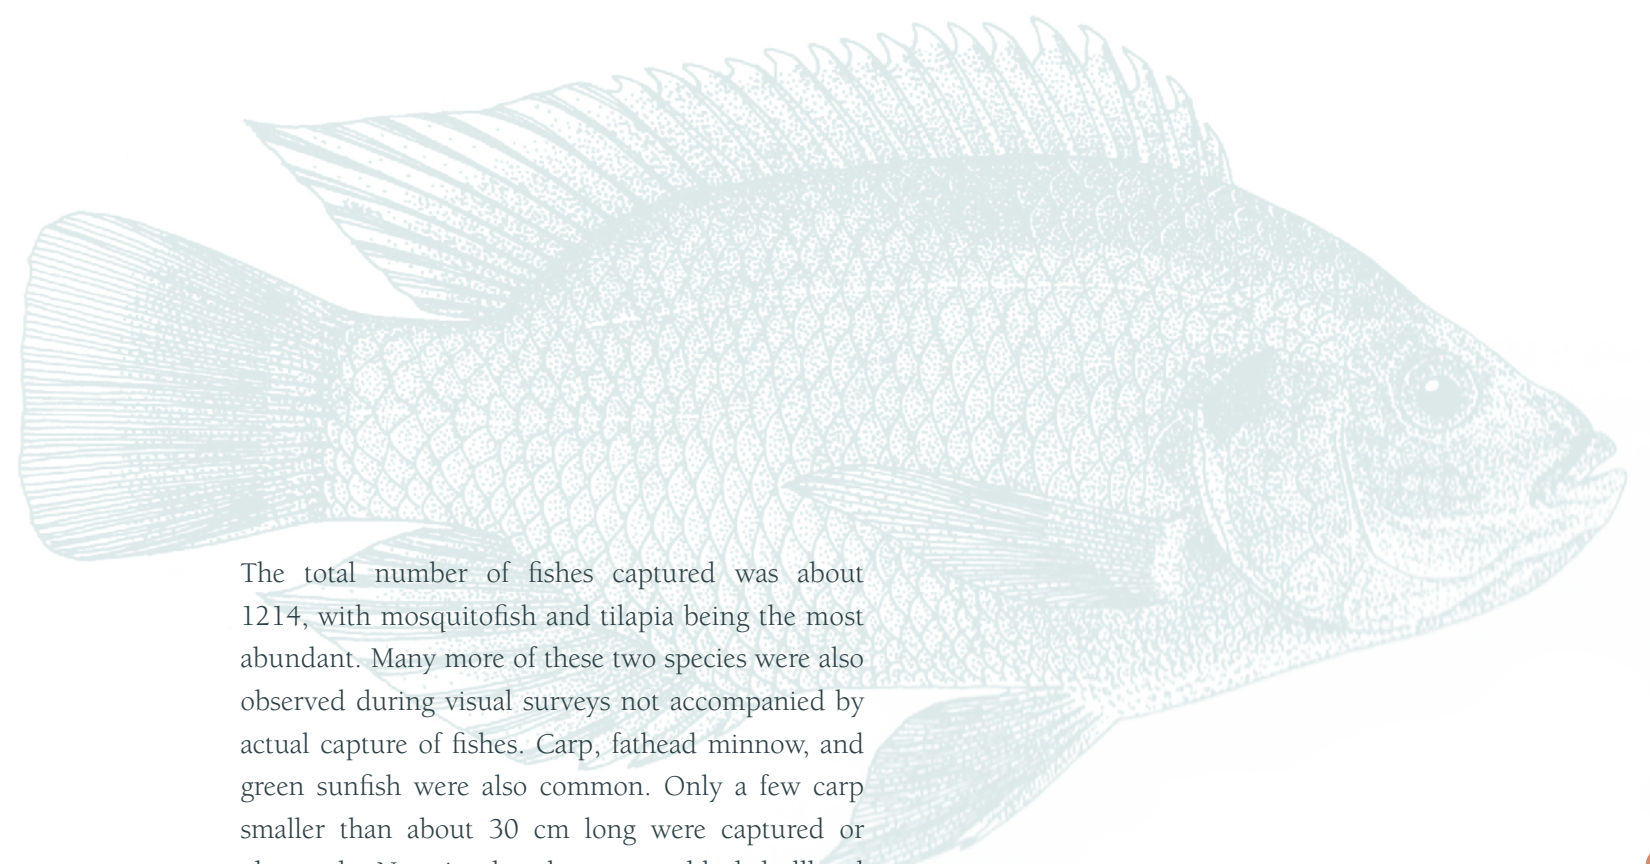 The total number of fishes captured was about
1214, with mosquitofish and tilapia being the most
abundant. Many more of these two species were also
observed during visual surveys not accompanied by
actual capture of fishes. Carp, fathead minnow, and
green sunfish were also common. Only a few carp
smaller than about 30 cm long were captured or